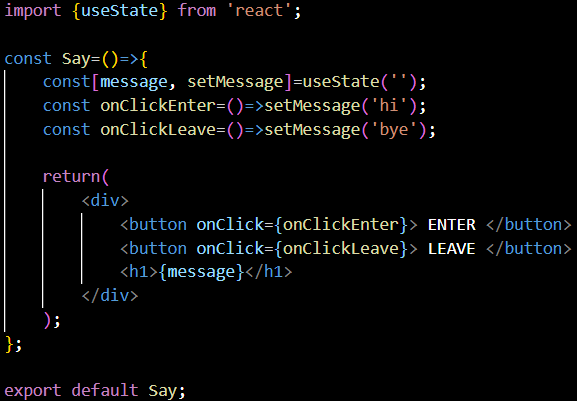 import {useState} from 'react';
const Say=()=>{
const[message, setMessage]=useState('');
const onClickEnter=()=>setMessage('hi');
const onClickLeave=()=>setMessage('bye');
return(
<div>
<button onClick={onClickEnter}> ENTER </button>
<button onClick={onClickLeave}> LEAVE </button>
<h1>{message}</h1>
</div>
);
};
export default Say;